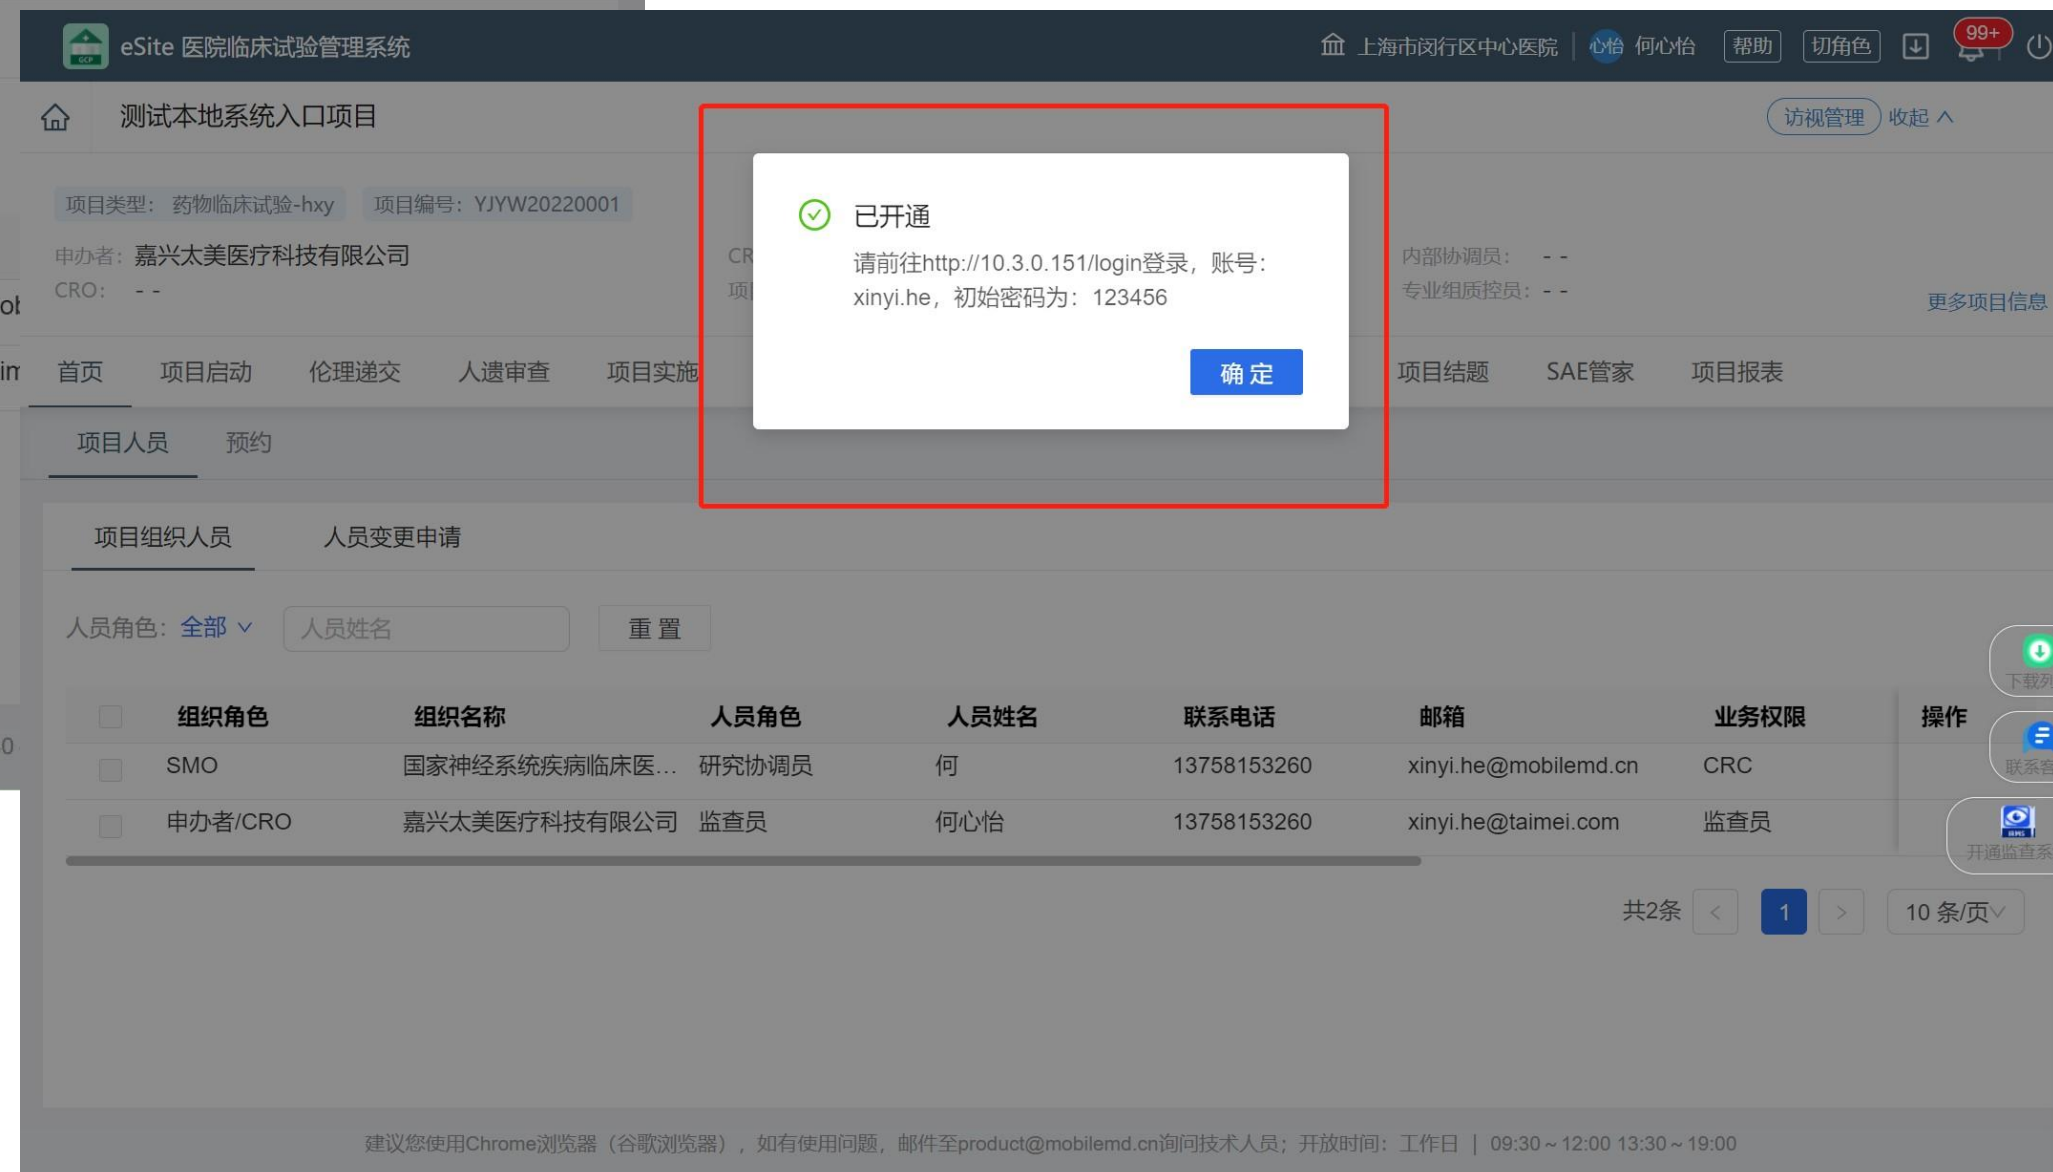 eSite 医院临床试验管理系统
上海市闵行区中心医院 心怡 何心怡 帮助 切角色 99+
测试本地系统入口项目
访视管理 收起
项目类型： 药物临床试验-hxy 项目编号：YJYW20220001
已开通
请前往http://10.3.0.151/login登录，账号：
xinyi.he，初始密码为：123456
确 定
申办者：嘉兴太美医疗科技有限公司
内部协调员： - -
CRO： - -
专业组质控员：- -
更多项目信息
首页 项目启动 伦理递交 人遗审查 项目实施 项目结题 SAE管家 项目报表
项目人员 预约
项目组织人员 人员变更申请
人员角色：全部 人员姓名 重 置
组织角色 组织名称 人员角色 人员姓名 联系电话 邮箱 业务权限 操作
SMO 国家神经系统疾病临床医... 研究协调员 何 13758153260 xinyi.he@mobilemd.cn CRC
申办者/CRO 嘉兴太美医疗科技有限公司 监查员 何心怡 13758153260 xinyi.he@taimei.com 监查员
下载列
联系客
开通监查系
共2条 < 1 > 10 条/页
建议您使用Chrome浏览器（谷歌浏览器），如有使用问题，邮件至product@mobilemd.cn询问技术人员；开放时间：工作日 | 09:30～12:00 13:30～19:00